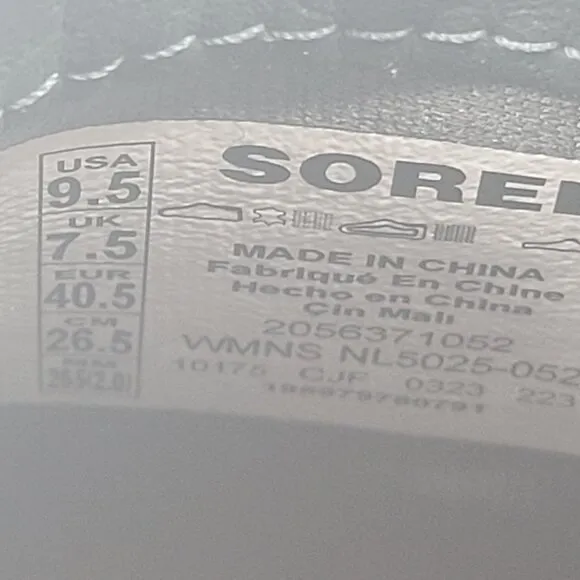 USA
9.5
UK
7.5
EUR
40.5
CM
26.5
SORE
MADE IN CHINA
Fabriqué En Chine
Hecho en China
Çin Malı
2056371052
WMNS NL5025-052
10175 CJF 0323 223